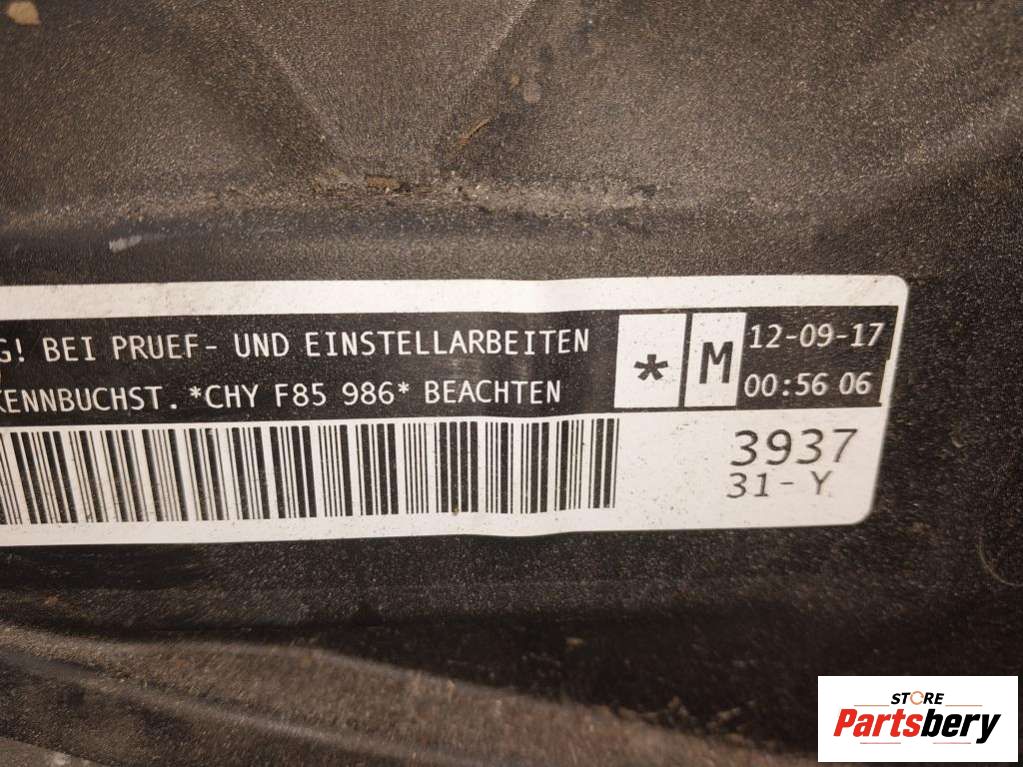 G! BEI PRUEF- UND EINSTELLARBEITEN
KENNBUCHST. *CHY F85 986* BEACHTEN
*
M
12-09-17
00:56 06
3937
31-Y
STORE
Partsbery